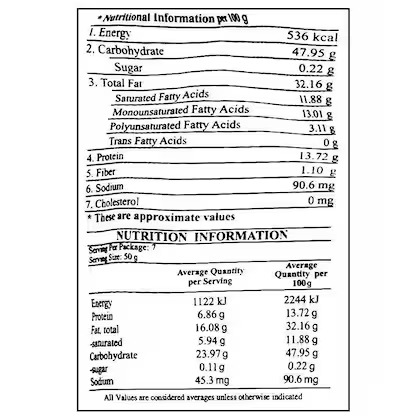 * Nutritional Information per 100 g
1. Energy 536 kcal
2. Carbohydrate 47.95 g
Sugar 0.22 g
3. Total Fat 32.16 g
Saturated Fatty Acids 11.88 g
Monounsaturated Fatty Acids 13.01 g
Polyunsaturated Fatty Acids 3.11 g
Trans Fatty Acids 0 g
4. Protein 13.72 g
5. Fiber 1.10 g
6. Sodium 90.6 mg
7. Cholesterol 0 mg
* These are approximate values
NUTRITION INFORMATION
Serving Per Package: 7
Serving Size: 50 g
Average Quantity per Serving Average Quantity per 100g
Energy 1122 kJ 2244 kJ
Protein 6.86 g 13.72 g
Fat, total 16.08 g 32.16 g
-saturated 5.94 g 11.88 g
Carbohydrate 23.97 g 47.95 g
-sugar 0.11 g 0.22 g
Sodium 45.3 mg 90.6 mg
All Values are considered averages unless otherwise indicated